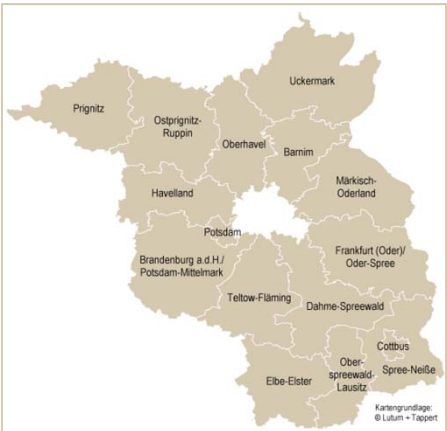 Uckermark
Prignitz
Ostprignitz-
Ruppin
Oberhavel
Barnim
Havelland
Märkisch-
Oderland
Potsdam
Brandenburg a.d.H./
Potsdam-Mittelmark
Frankfurt (Oder)/
Oder-Spree
Teltow-Fläming
Dahme-Spreewald
Cottbus
Ober-
spreewald-
Lausitz
Spree-Neiße
Elbe-Elster
Kartengrundlage:
© Lutum + Tappert